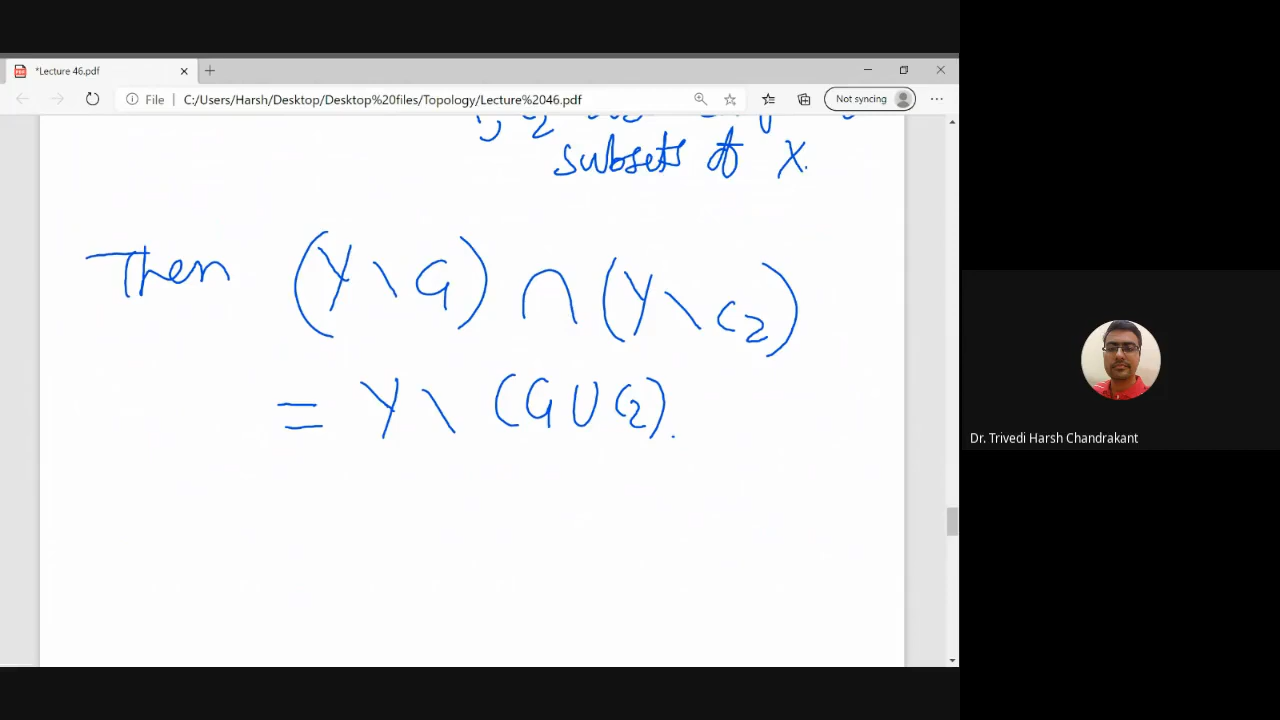 *Lecture 46.pdf
File | C:/Users/Harsh/Desktop/Desktop%20files/Topology/Lecture%2046.pdf
Not syncing
subsets of X.
Then (Y \ C1) ∩ (Y \ C2)
= Y \ (C1 ∪ C2).
Dr. Trivedi Harsh Chandrakant